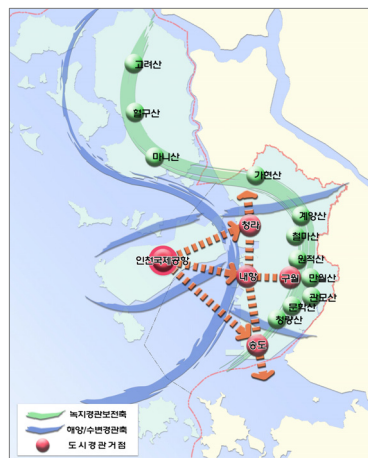 고려산
혈구산
마니산
가현산
계양산
청라
철마산
원적산
인천국제공항
내항
구월
만월산
관모산
문학산
청량산
송도
녹지경관보전축
해양/수변경관축
도시경관거점